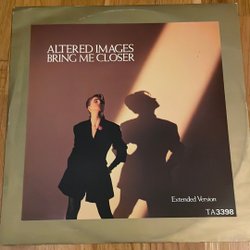 ALTERED IMAGES
BRING ME CLOSER
Extended Version
TA3398